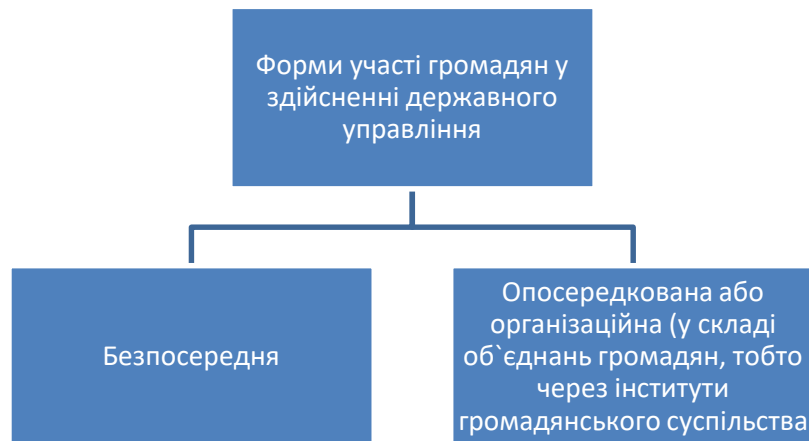 Форми участі громадян у
здійсненні державного
управління
Безпосередня
Опосередкована або
організаційна (у складі
об`єднань громадян, тобто
через інститути
громадянського суспільства